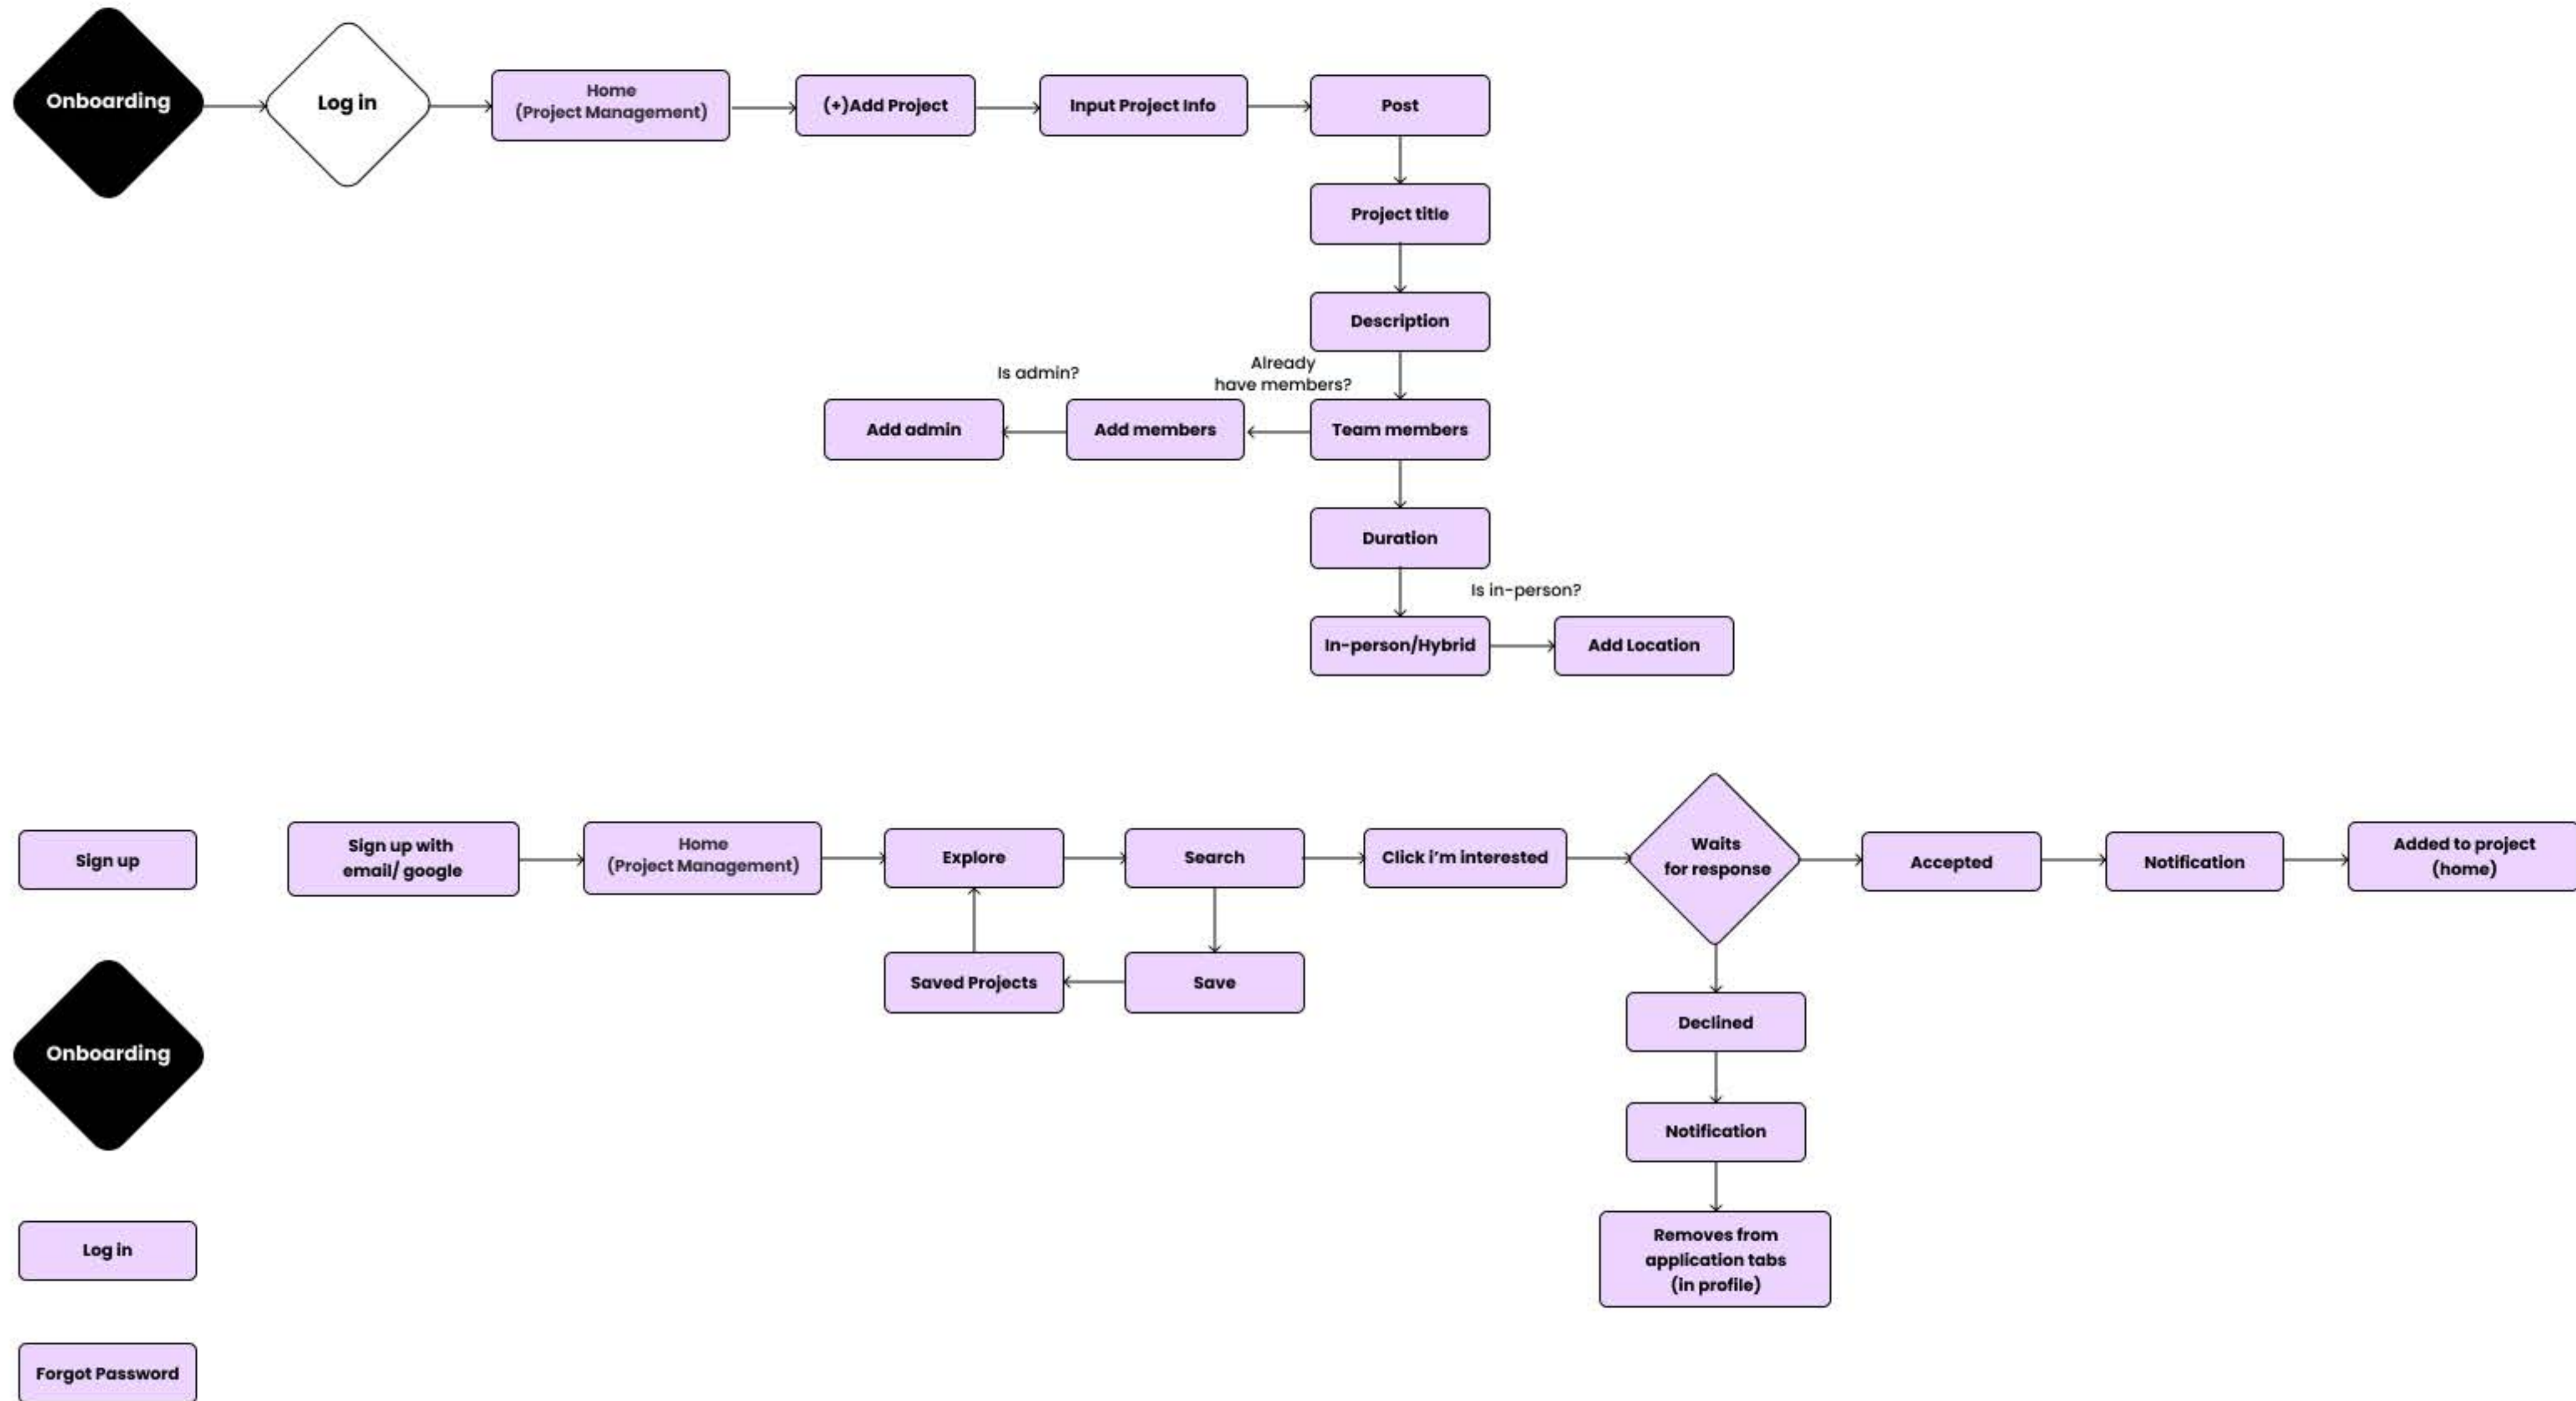 Onboarding
Log in
Home
(Project Management)
(+)Add Project
Input Project Info
Post
Project title
Description
Already
have members?
Is admin?
Add admin
Add members
Team members
Duration
Is in-person?
In-person/Hybrid
Add Location
Sign up
Sign up with
email/ google
Home
(Project Management)
Explore
Search
Click i'm interested
Waits
for response
Accepted
Notification
Added to project
(home)
Saved Projects
Save
Onboarding
Declined
Notification
Removes from
application tabs
(in profile)
Log in
Forgot Password